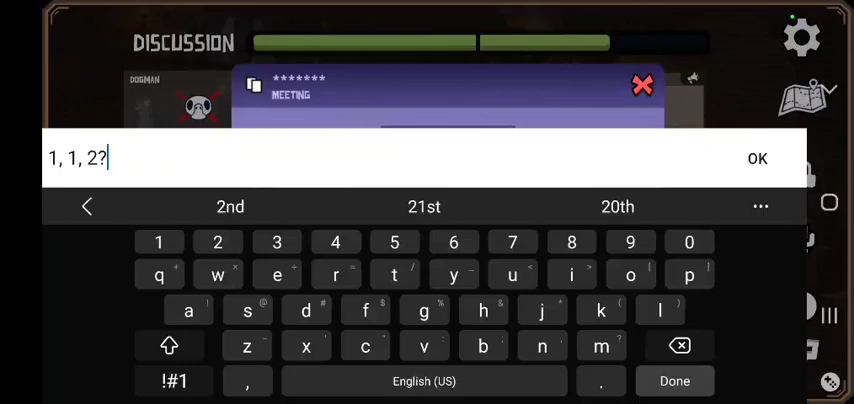 DISCUSSION
DOGMAN
*******
MEETING
1, 1, 2?
OK
2nd 21st 20th ...
1 2 3 4 5 6 7 8 9 0
q + w × e ÷ r = t / y _ u < i > o [ p ]
a ! s @ d # f $ g % h & j * k ( l )
z - x ' c " v : b ; n , m ?
!#1 , English (US) . Done